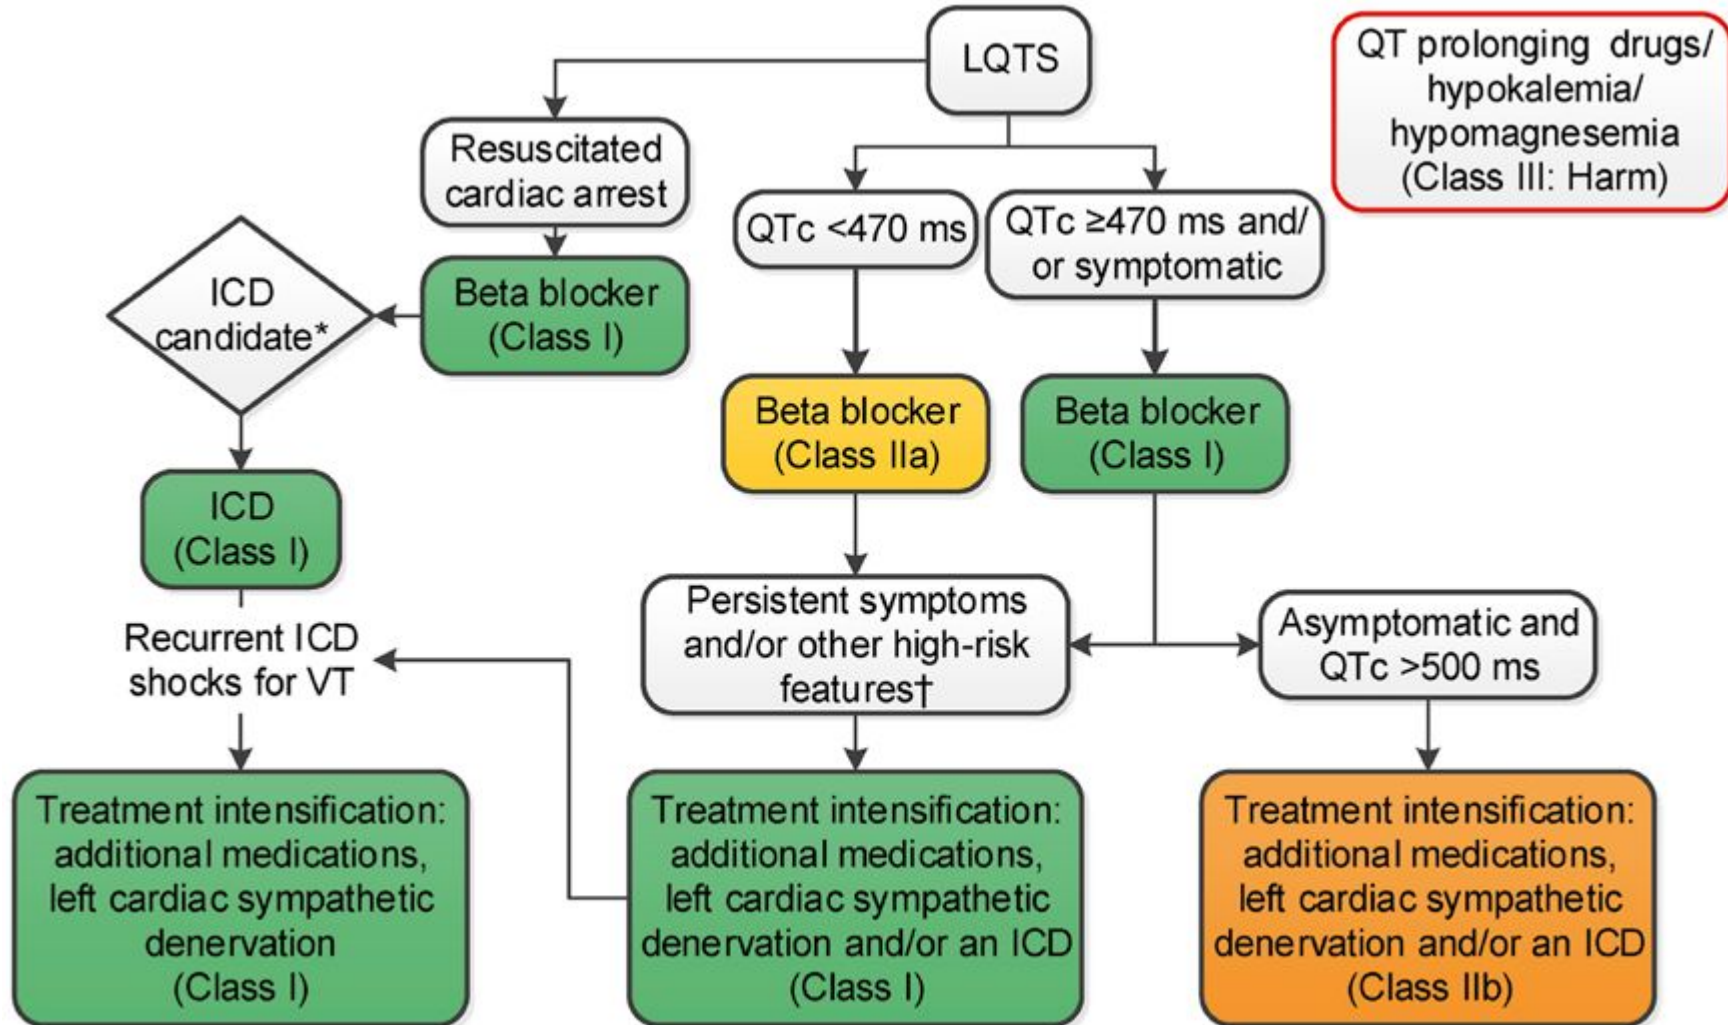 LQTS
QT prolonging drugs/
hypokalemia/
hypomagnesemia
(Class III: Harm)
Resuscitated
cardiac arrest
QTc <470 ms
QTc ≥470 ms and/
or symptomatic
ICD
candidate*
Beta blocker
(Class I)
Beta blocker
(Class IIa)
Beta blocker
(Class I)
ICD
(Class I)
Recurrent ICD
shocks for VT
Persistent symptoms
and/or other high-risk
features†
Asymptomatic and
QTc >500 ms
Treatment intensification:
additional medications,
left cardiac sympathetic
denervation
(Class I)
Treatment intensification:
additional medications,
left cardiac sympathetic
denervation and/or an ICD
(Class I)
Treatment intensification:
additional medications,
left cardiac sympathetic
denervation and/or an ICD
(Class IIb)